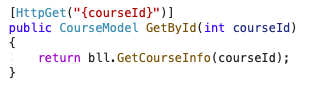 [HttpGet("{courseId}")]
public CourseModel GetById(int courseId)
{
    return bll.GetCourseInfo(courseId);
}